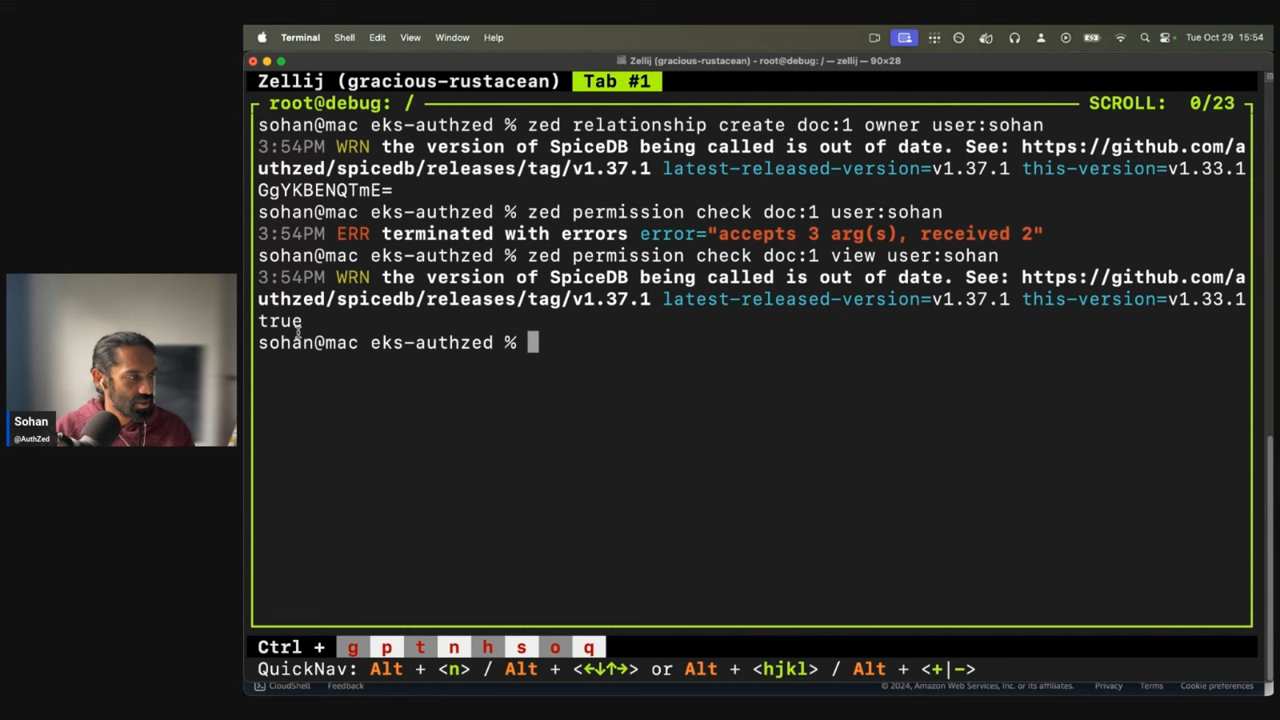 Terminal Shell Edit View Window Help Tue Oct 29 15:54
Zellij (gracious-rustacean) - root@debug: / — zellij — 90×28
Zellij (gracious-rustacean) Tab #1
root@debug: / SCROLL: 0/23
sohan@mac eks-authzed % zed relationship create doc:1 owner user:sohan
3:54PM WRN the version of SpiceDB being called is out of date. See: https://github.com/a
uthzed/spicedb/releases/tag/v1.37.1 latest-released-version=v1.37.1 this-version=v1.33.1
GgYKBENQTmE=
sohan@mac eks-authzed % zed permission check doc:1 user:sohan
3:54PM ERR terminated with errors error="accepts 3 arg(s), received 2"
sohan@mac eks-authzed % zed permission check doc:1 view user:sohan
3:54PM WRN the version of SpiceDB being called is out of date. See: https://github.com/a
uthzed/spicedb/releases/tag/v1.37.1 latest-released-version=v1.37.1 this-version=v1.33.1
true
sohan@mac eks-authzed %
Sohan
@AuthZed
Ctrl + g p t n h s o q
QuickNav: Alt + <n> / Alt + <←↓↑→> or Alt + <hjkl> / Alt + <+|->
CloudShell Feedback © 2024, Amazon Web Services, Inc. or its affiliates. Privacy Terms Cookie preferences